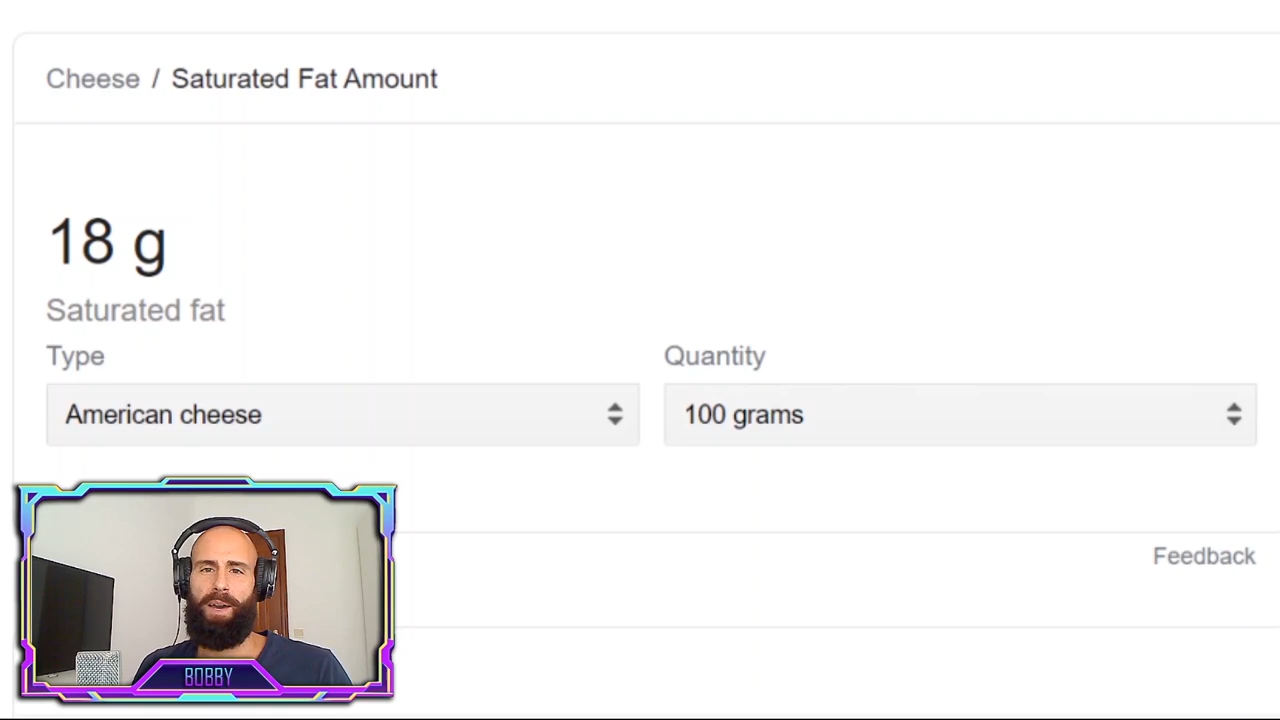 Cheese / Saturated Fat Amount
18 g
Saturated fat
Type
Quantity
American cheese
100 grams
Feedback
BOBBY